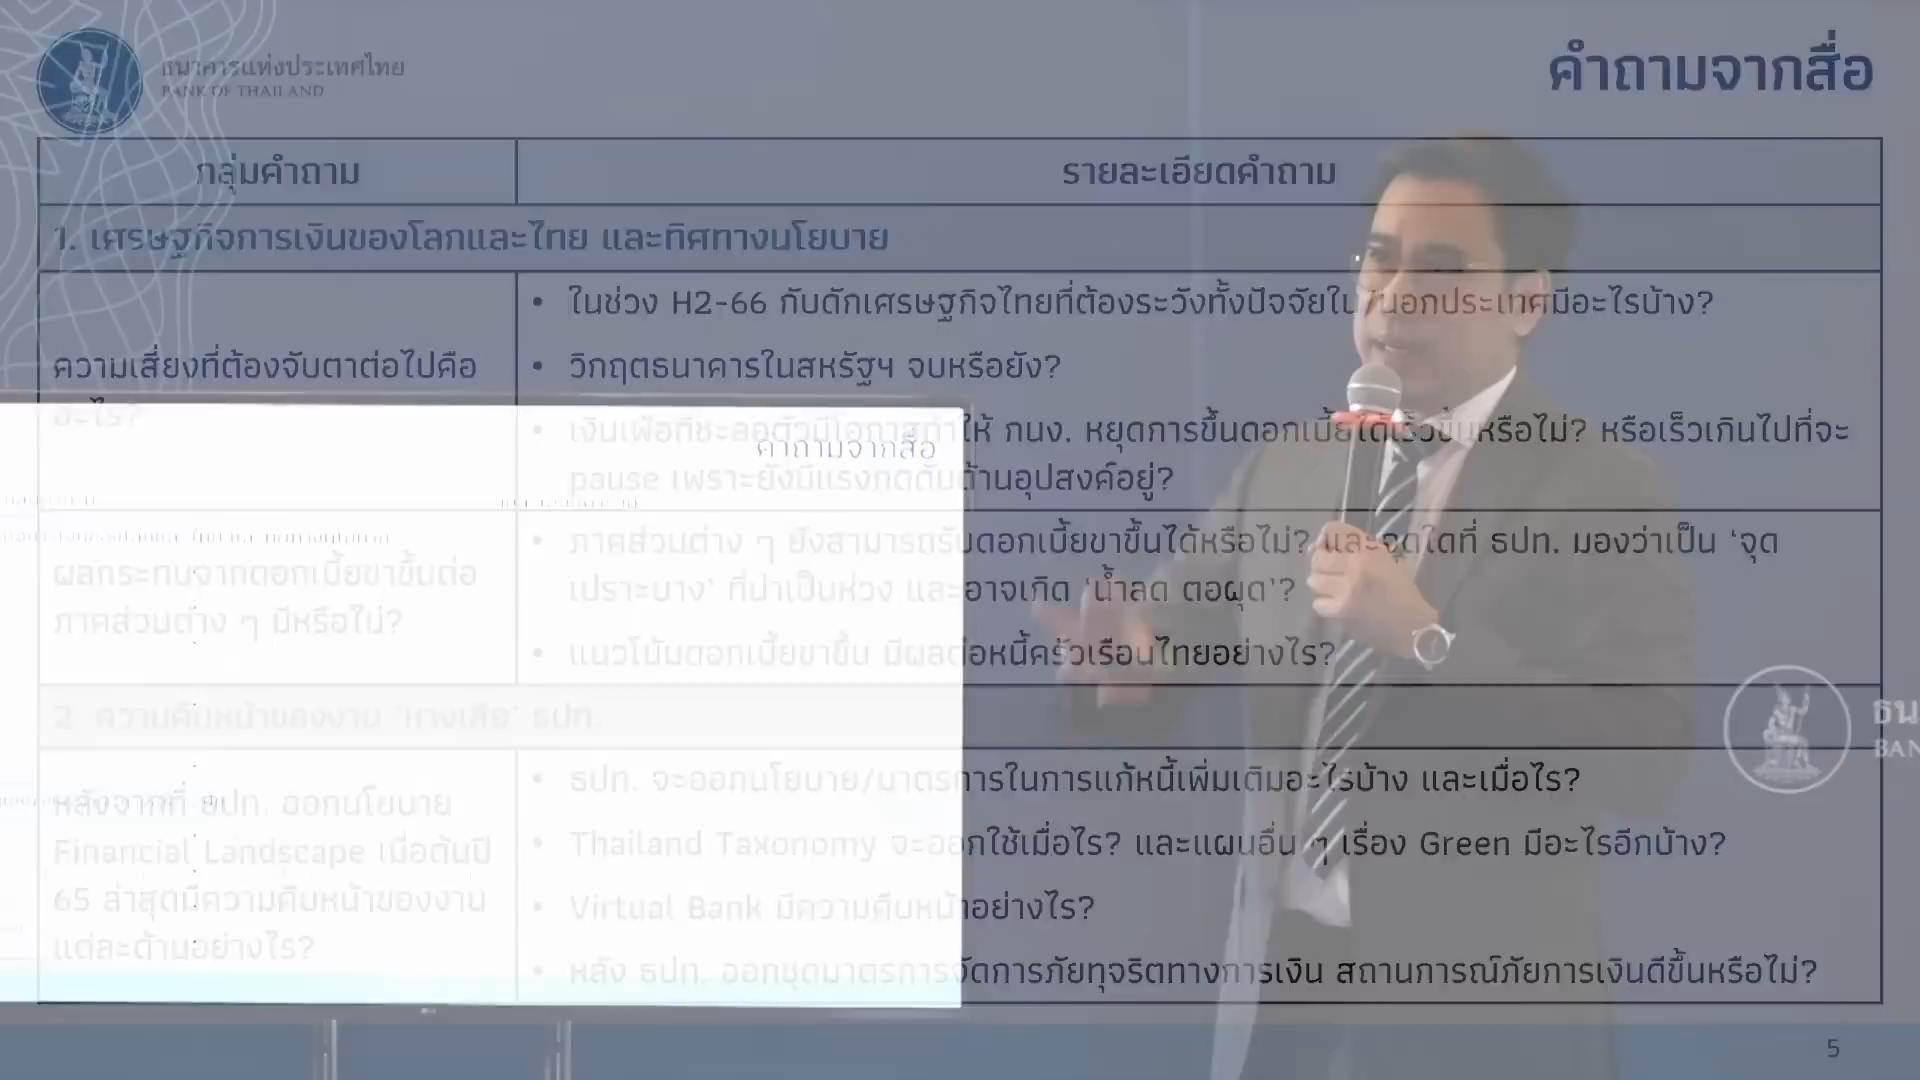 ธนาคารแห่งประเทศไทย
BANK OF THAILAND
คำถามจากสื่อ
กลุ่มคำถาม
รายละเอียดคำถาม
1. เศรษฐกิจการเงินของโลกและไทย และทิศทางนโยบาย
ความเสี่ยงที่ต้องจับตาต่อไปคือ
อะไร?
• ในช่วง H2-66 กับดักเศรษฐกิจไทยที่ต้องระวังทั้งปัจจัยใน/นอกประเทศมีอะไรบ้าง?
• วิกฤตธนาคารในสหรัฐฯ จบหรือยัง?
• เงินเฟ้อที่ชะลอตัวมีโอกาสทำให้ กนง. หยุดการขึ้นดอกเบี้ยได้เร็วขึ้นหรือไม่? หรือเร็วเกินไปที่จะ
pause เพราะยังมีแรงกดดันด้านอุปสงค์อยู่?
คำถามจากสื่อ
ผลกระทบจากดอกเบี้ยขาขึ้นต่อ
ภาคส่วนต่าง ๆ มีหรือไม่?
• ภาคส่วนต่าง ๆ ยังสามารถรับดอกเบี้ยขาขึ้นได้หรือไม่? และจุดใดที่ ธปท. มองว่าเป็น ‘จุด
เปราะบาง’ ที่น่าเป็นห่วง และอาจเกิด ‘น้ำลด ตอผุด’?
• แนวโน้มดอกเบี้ยขาขึ้น มีผลต่อหนี้ครัวเรือนไทยอย่างไร?
2. ความคืบหน้าของงาน ‘หางเสือ’ ธปท.
หลังจากที่ ธปท. ออกนโยบาย
Financial Landscape เมื่อต้นปี
65 ล่าสุดมีความคืบหน้าของงาน
แต่ละด้านอย่างไร?
• ธปท. จะออกนโยบาย/มาตรการในการแก้หนี้เพิ่มเติมอะไรบ้าง และเมื่อไร?
• Thailand Taxonomy จะออกใช้เมื่อไร? และแผนอื่น ๆ เรื่อง Green มีอะไรอีกบ้าง?
• Virtual Bank มีความคืบหน้าอย่างไร?
• หลัง ธปท. ออกชุดมาตรการจัดการภัยทุจริตทางการเงิน สถานการณ์ภัยการเงินดีขึ้นหรือไม่?
ธน
BAN
5